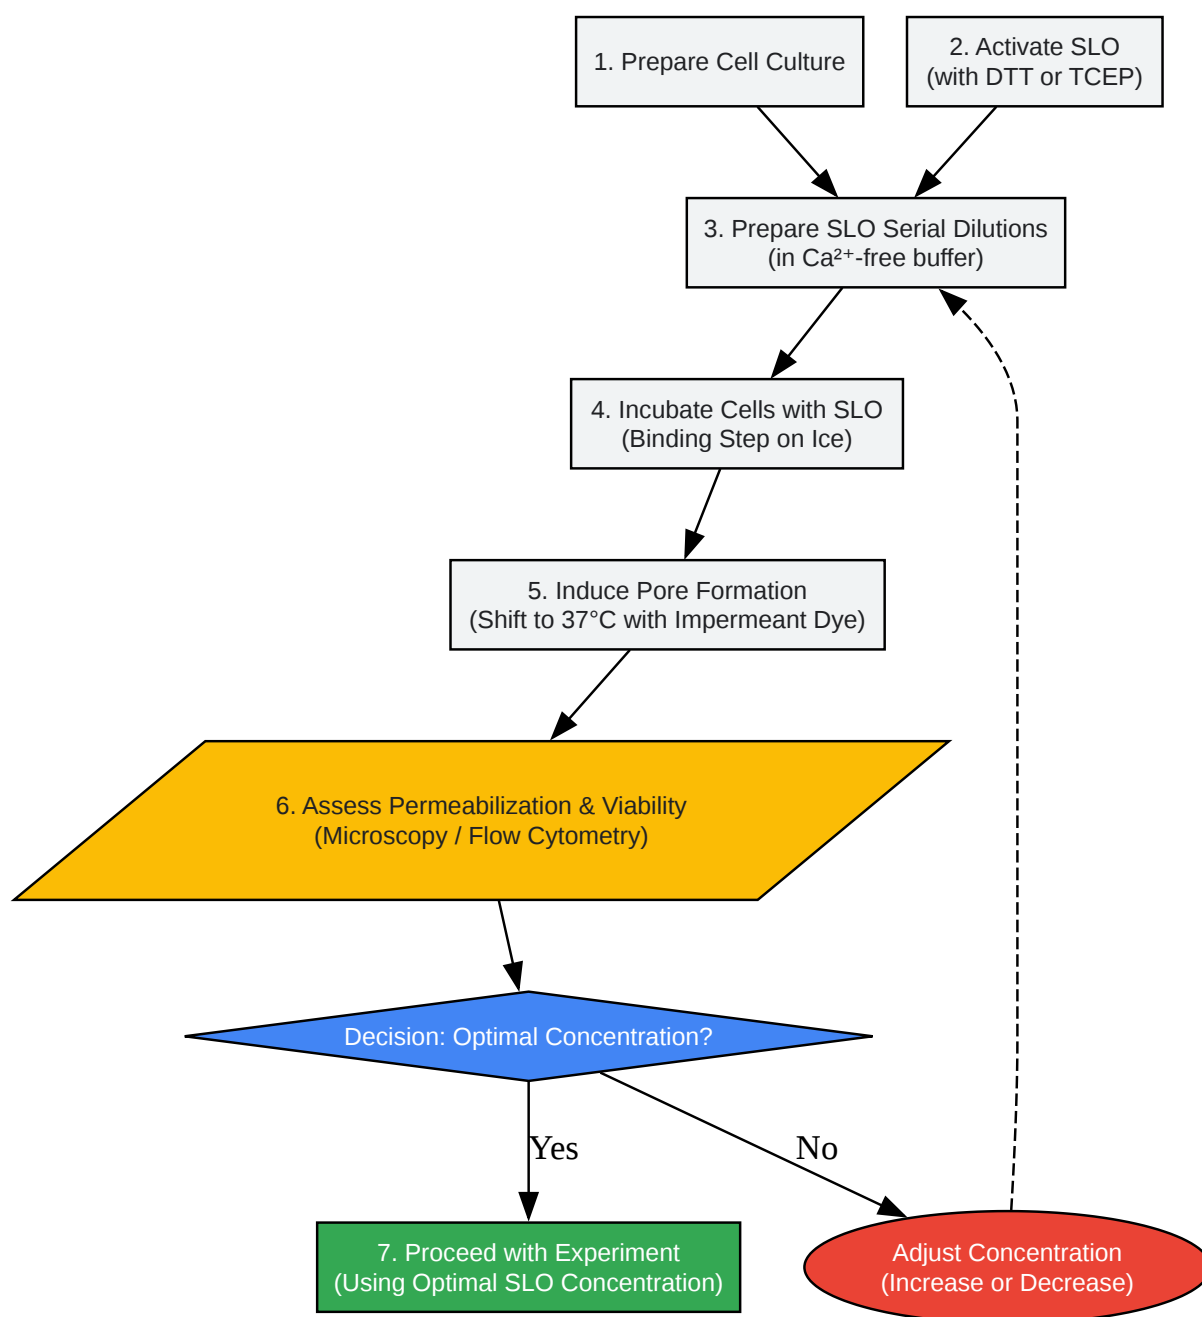 1. Prepare Cell Culture
2. Activate SLO
(with DTT or TCEP)
3. Prepare SLO Serial Dilutions
(in Ca²⁺-free buffer)
4. Incubate Cells with SLO
(Binding Step on Ice)
5. Induce Pore Formation
(Shift to 37°C with Impermeant Dye)
6. Assess Permeabilization & Viability
(Microscopy / Flow Cytometry)
Decision: Optimal Concentration?
Yes
No
7. Proceed with Experiment
(Using Optimal SLO Concentration)
Adjust Concentration
(Increase or Decrease)